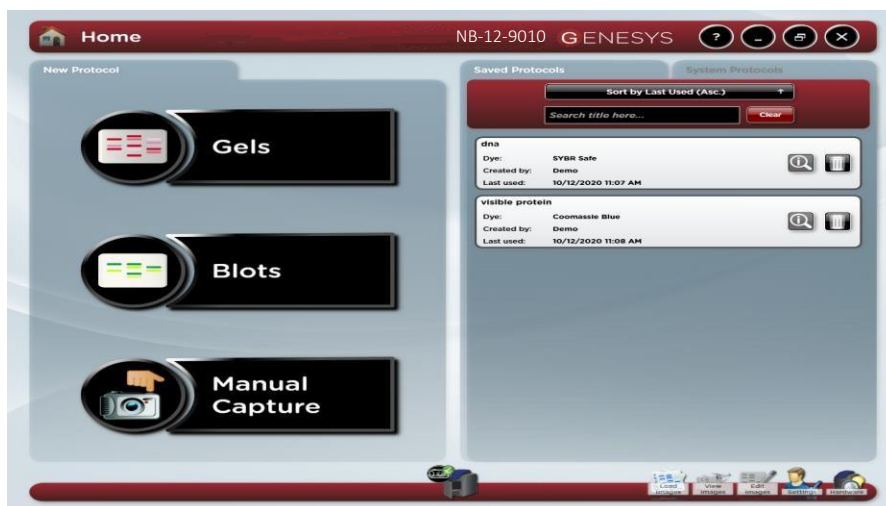 Home
NB-12-9010 GENESYS
New Protocol
Gels
Blots
Manual
Capture
Saved Protocols
System Protocols
Sort by Last Used (Asc.)
Search title here...
Clear
dna
Dye: SYBR Safe
Created by: Demo
Last used: 10/12/2020 11:07 AM
visible protein
Dye: Coomassie Blue
Created by: Demo
Last used: 10/12/2020 11:08 AM
Load
images
View
images
Edit
images
Settings
Hardware